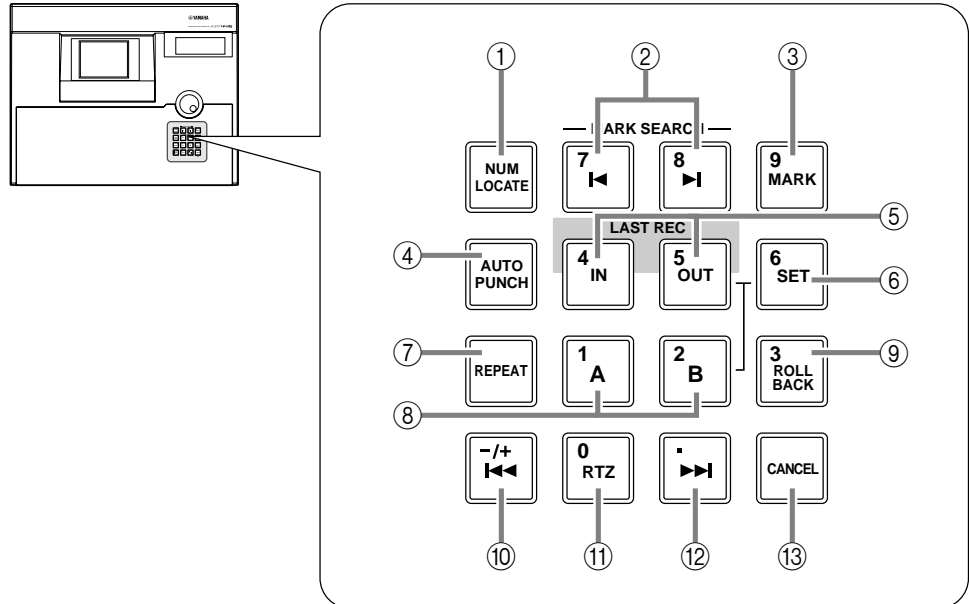 YAMAHA
① ② ③
MARK SEARCH
NUM LOCATE
7
8
9 MARK
LAST REC
⑤
④
AUTO PUNCH
4 IN
5 OUT
6 SET
⑥
⑦
REPEAT
1 A
2 B
3 ROLL BACK
⑨
⑧
-/+
0 RTZ
.
CANCEL
⑩ ⑪ ⑫ ⑬